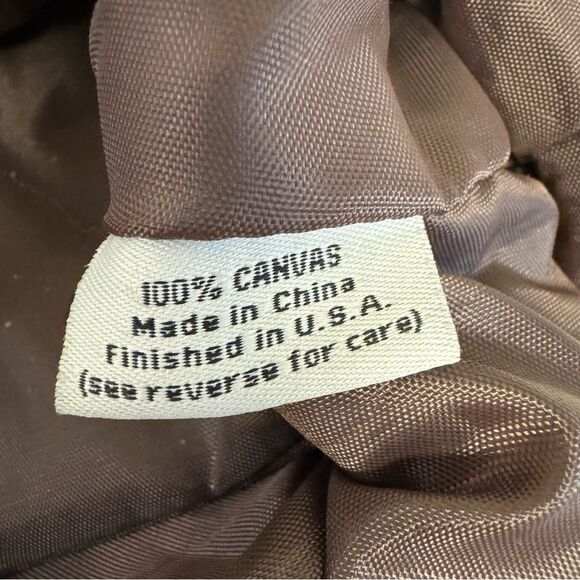 100% CANVAS
Made in China
Finished in U.S.A.
(see reverse for care)